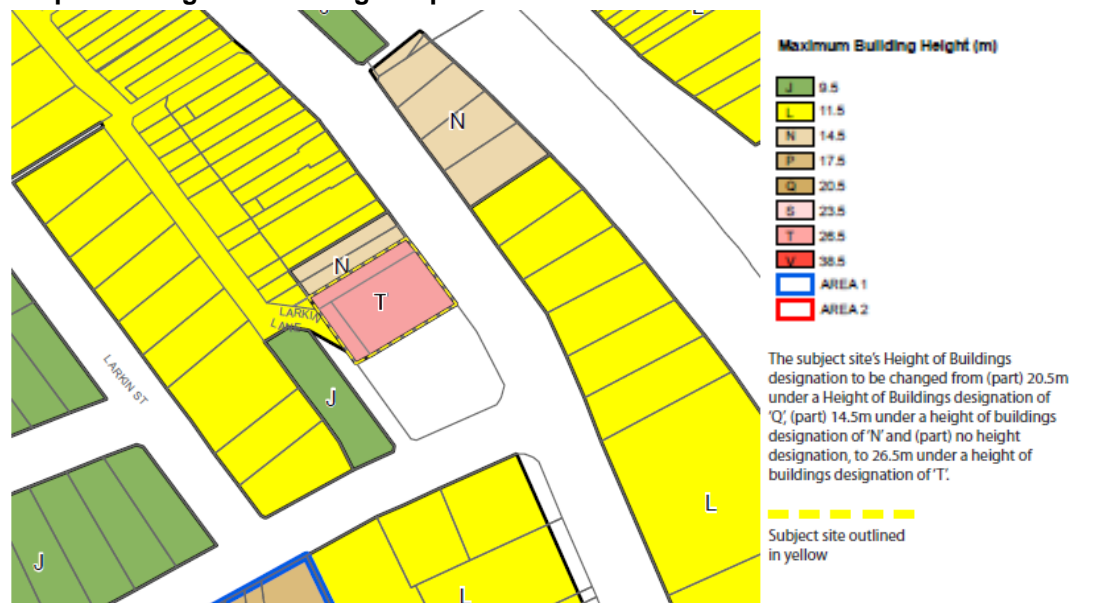 J
L
N
N
T
LARKIN
LANE
LARKIN ST
J
J
L
L
Maximum Building Height (m)
J 9.5
L 11.5
N 14.5
P 17.5
Q 20.5
S 23.5
T 26.5
V 38.5
AREA 1
AREA 2
The subject site's Height of Buildings
designation to be changed from (part) 20.5m
under a Height of Buildings designation of
'Q', (part) 14.5m under a height of buildings
designation of 'N' and (part) no height
designation, to 26.5m under a height of
buildings designation of 'T'.
Subject site outlined
in yellow